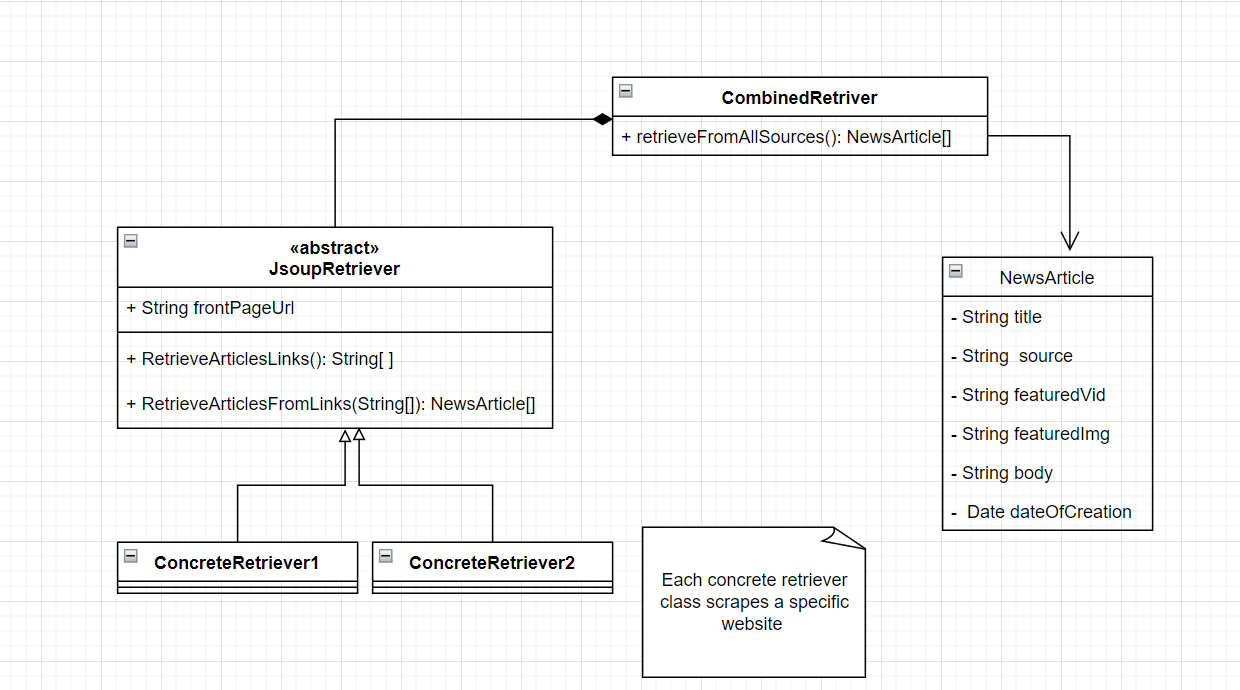 CombinedRetriver
+ retrieveFromAllSources(): NewsArticle[]
«abstract»
JsoupRetriever
+ String frontPageUrl
+ RetrieveArticlesLinks(): String[ ]
+ RetrieveArticlesFromLinks(String[]): NewsArticle[]
NewsArticle
- String title
- String  source
- String featuredVid
- String featuredImg
- String body
-  Date dateOfCreation
ConcreteRetriever1
ConcreteRetriever2
Each concrete retriever
class scrapes a specific
website